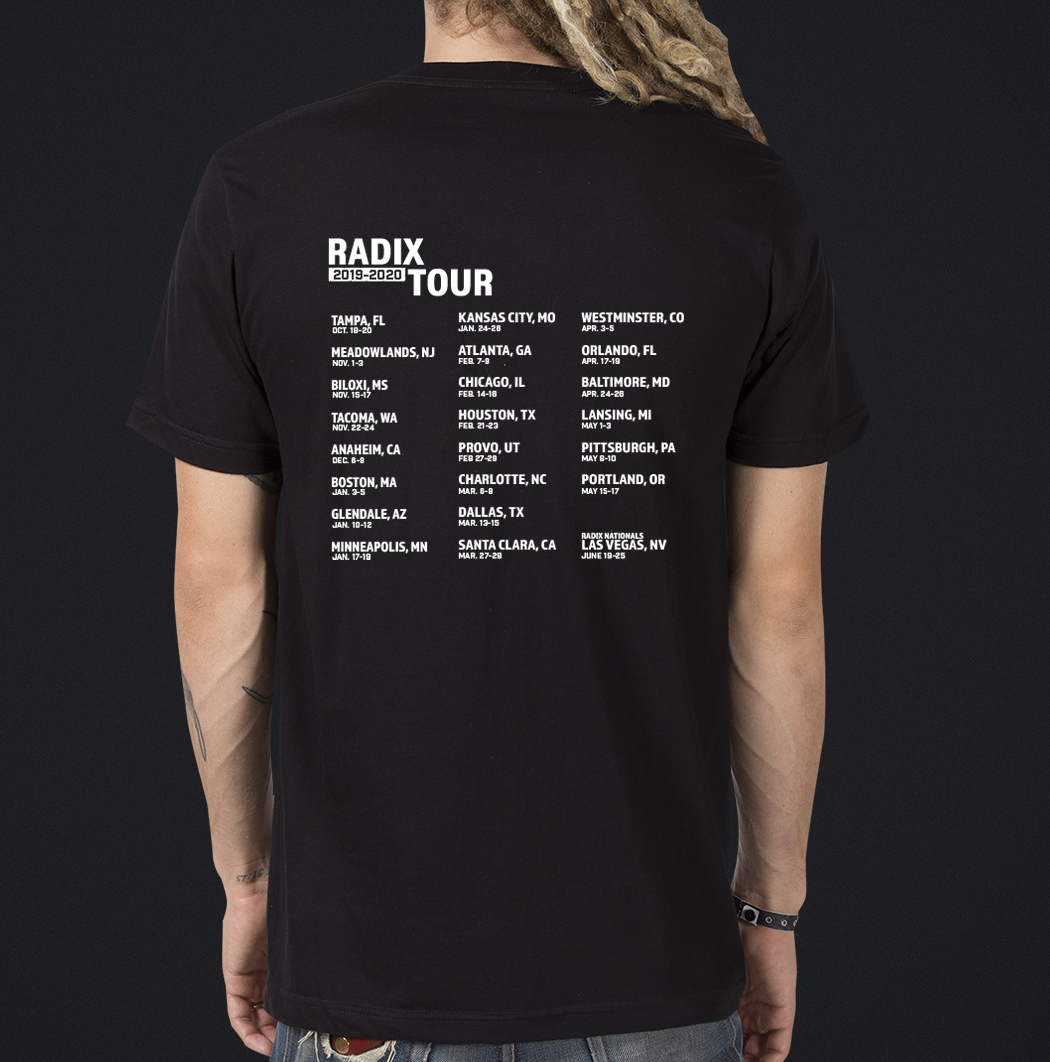 RADIX
2019-2020 TOUR
TAMPA, FL
OCT. 18-20
MEADOWLANDS, NJ
NOV. 1-3
BILOXI, MS
NOV. 15-17
TACOMA, WA
NOV. 22-24
ANAHEIM, CA
DEC. 6-8
BOSTON, MA
JAN. 3-5
GLENDALE, AZ
JAN. 10-12
MINNEAPOLIS, MN
JAN. 17-19
KANSAS CITY, MO
JAN. 24-26
ATLANTA, GA
FEB. 7-9
CHICAGO, IL
FEB. 14-16
HOUSTON, TX
FEB. 21-23
PROVO, UT
FEB 27-29
CHARLOTTE, NC
MAR. 6-8
DALLAS, TX
MAR. 13-15
SANTA CLARA, CA
MAR. 27-29
WESTMINSTER, CO
APR. 3-5
ORLANDO, FL
APR. 17-19
BALTIMORE, MD
APR. 24-26
LANSING, MI
MAY 1-3
PITTSBURGH, PA
MAY 8-10
PORTLAND, OR
MAY 15-17
RADIX NATIONALS
LAS VEGAS, NV
JUNE 19-25